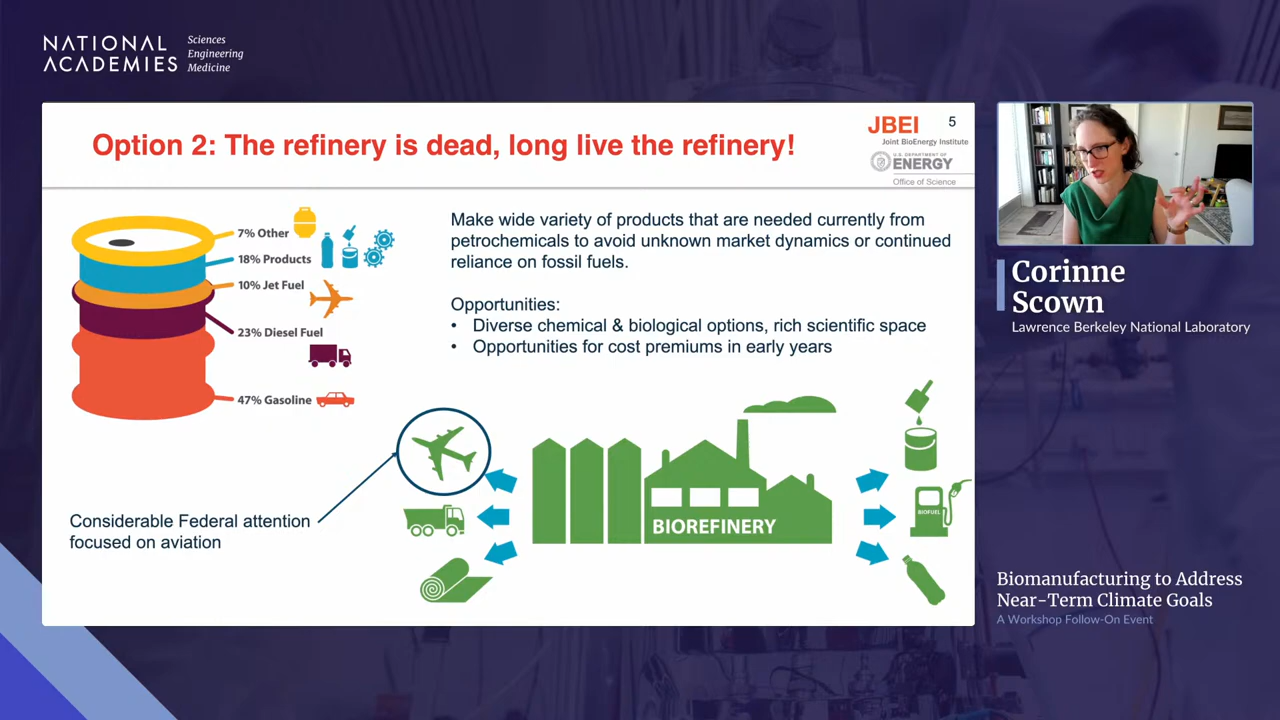 NATIONAL
ACADEMIES
Sciences
Engineering
Medicine
Option 2: The refinery is dead, long live the refinery!
JBEI
5
Joint BioEnergy Institute
U.S. DEPARTMENT OF
ENERGY
Office of Science
7% Other
18% Products
10% Jet Fuel
23% Diesel Fuel
47% Gasoline
Make wide variety of products that are needed currently from
petrochemicals to avoid unknown market dynamics or continued
reliance on fossil fuels.
Opportunities:
• Diverse chemical & biological options, rich scientific space
• Opportunities for cost premiums in early years
Considerable Federal attention
focused on aviation
BIOREFINERY
BIOFUEL
Corinne
Scown
Lawrence Berkeley National Laboratory
Biomanufacturing to Address
Near-Term Climate Goals
A Workshop Follow-On Event